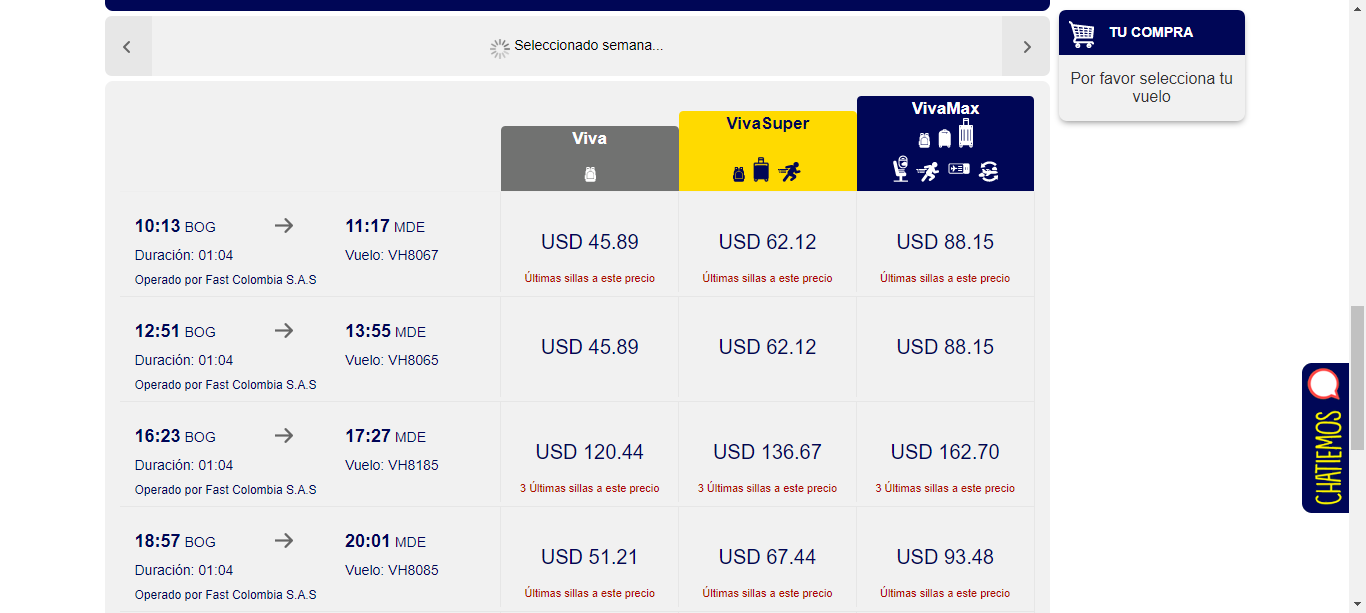 Seleccionado semana...
TU COMPRA
Por favor selecciona tu
vuelo
Viva
VivaSuper
VivaMax
10:13 BOG
11:17 MDE
Duración: 01:04
Vuelo: VH8067
Operado por Fast Colombia S.A.S
USD 45.89
USD 62.12
USD 88.15
Últimas sillas a este precio
Últimas sillas a este precio
Últimas sillas a este precio
12:51 BOG
13:55 MDE
Duración: 01:04
Vuelo: VH8065
Operado por Fast Colombia S.A.S
USD 45.89
USD 62.12
USD 88.15
16:23 BOG
17:27 MDE
Duración: 01:04
Vuelo: VH8185
Operado por Fast Colombia S.A.S
USD 120.44
USD 136.67
USD 162.70
3 Últimas sillas a este precio
3 Últimas sillas a este precio
3 Últimas sillas a este precio
18:57 BOG
20:01 MDE
Duración: 01:04
Vuelo: VH8085
Operado por Fast Colombia S.A.S
USD 51.21
USD 67.44
USD 93.48
Últimas sillas a este precio
Últimas sillas a este precio
Últimas sillas a este precio
CHATIEMOS